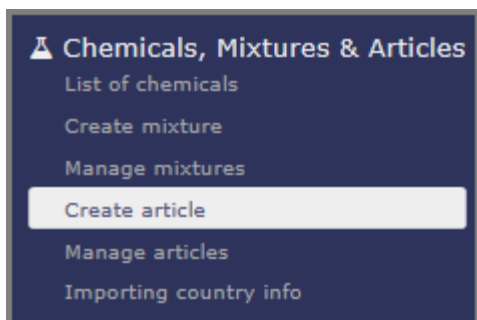 Chemicals, Mixtures & Articles
List of chemicals
Create mixture
Manage mixtures
Create article
Manage articles
Importing country info